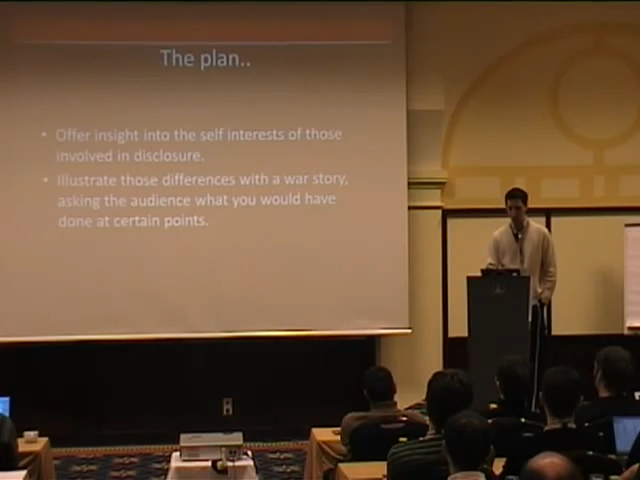 The plan..
• Offer insight into the self interests of those
involved in disclosure.
• Illustrate those differences with a war story,
asking the audience what you would have
done at certain points.